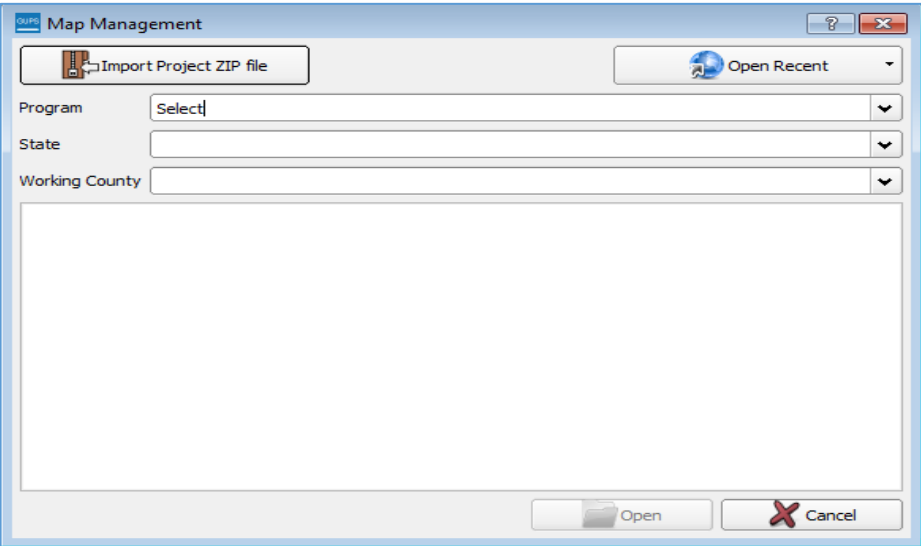 GUPS Map Management
Import Project ZIP file
Open Recent
Program Select
State
Working County
Open
Cancel